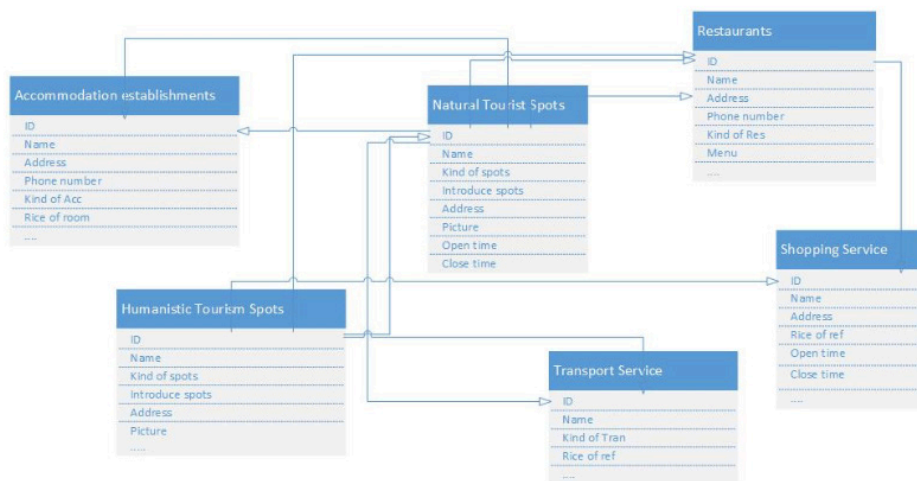 Restaurants
ID
Name
Address
Phone number
Kind of Res
Menu
....
Accommodation establishments
ID
Name
Address
Phone number
Kind of Acc
Rice of room
....
Natural Tourist Spots
ID
Name
Kind of spots
Introduce spots
Address
Picture
Open time
Close time
Shopping Service
ID
Name
Address
Rice of ref
Open time
Close time
....
Humanistic Tourism Spots
ID
Name
Kind of spots
Introduce spots
Address
Picture
.....
Transport Service
ID
Name
Kind of Tran
Rice of ref
....